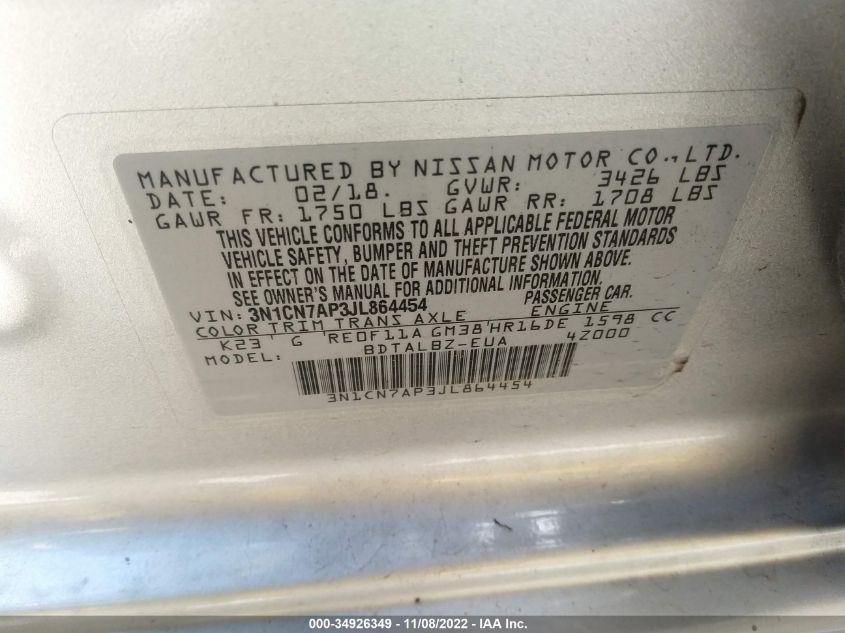 MANUFACTURED BY NISSAN MOTOR CO., LTD.
DATE: 02/18. GVWR: 3426 LBS
GAWR FR: 1750 LBS GAWR RR: 1708 LBS
THIS VEHICLE CONFORMS TO ALL APPLICABLE FEDERAL MOTOR
VEHICLE SAFETY, BUMPER AND THEFT PREVENTION STANDARDS
IN EFFECT ON THE DATE OF MANUFACTURE SHOWN ABOVE.
SEE OWNER'S MANUAL FOR ADDITIONAL INFORMATION.
VIN: 3N1CN7AP3JL864454 PASSENGER CAR.
COLOR TRIM TRANS AXLE ENGINE
K23 G RE0F11A GM38 HR16DE 1598 CC
MODEL: BDTALBZ-EUA 4Z000
3N1CN7AP3JL864454
000-34926349 - 11/08/2022 - IAA Inc.